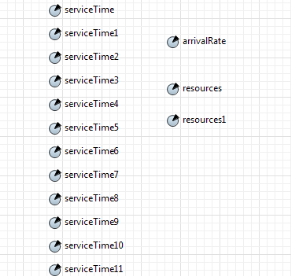 serviceTime
serviceTime1
arrivalRate
serviceTime2
serviceTime3
resources
serviceTime4
resources1
serviceTime5
serviceTime6
serviceTime7
serviceTime8
serviceTime9
serviceTime10
serviceTime11